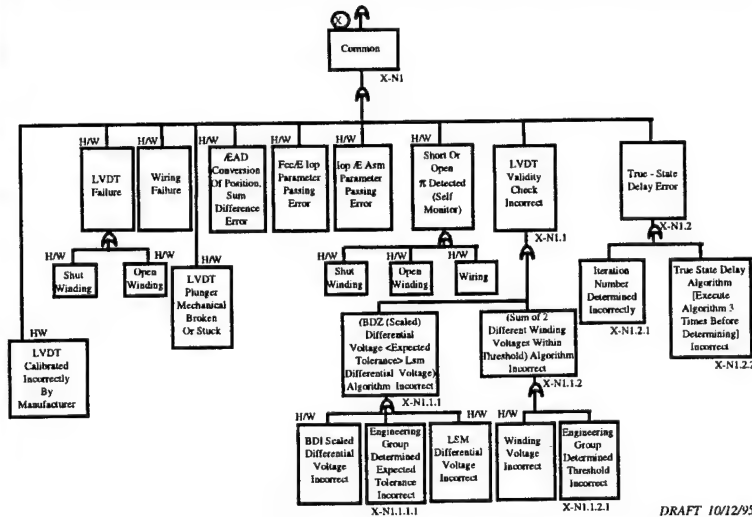 X
Common
X-N1
H/W
LVDT
Failure
H/W
Wiring
Failure
H/W
Æ AD
Conversion
Of Position,
Sum
Difference
Error
H/W
Fcc/E Iop
Parameter
Passing
Error
H/W
Iop Æ Asm
Parameter
Passing
Error
H/W
Short Or
Open
π Detected
(Self
Monitor)
LVDT
Validity
Check
Incorrect
X-N1.1
True - State
Delay Error
X-N1.2
H/W
Shut
Winding
H/W
Open
Winding
H/W
LVDT
Plunger
Mechanical
Broken
Or Stuck
H/W
Shut
Winding
H/W
Open
Winding
H/W
Wiring
Iteration
Number
Determined
Incorrectly
X-N1.2.1
True State Delay
Algorithm
[Execute
Algorithm 3
Times Before
Determining]
Incorrect
X-N1.2.2
HW
LVDT
Calibrated
Incorrectly
By
Manufacturer
(BDZ (Scaled)
Differential
Voltage <Expected
Tolerance> Lsm
Differential Voltage)
Algorithm Incorrect
X-N1.1.1
(Sum of 2
Different Winding
Voltages Within
Threshold) Algorithm
Incorrect
X-N1.1.2
H/W
BDI Scaled
Differential
Voltage
Incorrect
Engineering
Group
Determined
Expected
Tolerance
Incorrect
X-N1.1.1.1
H/W
LSM
Differential
Voltage
Incorrect
H/W
Winding
Voltage
Incorrect
Engineering
Group
Determined
Threshold
Incorrect
X-N1.1.2.1
DRAFT 10/12/95